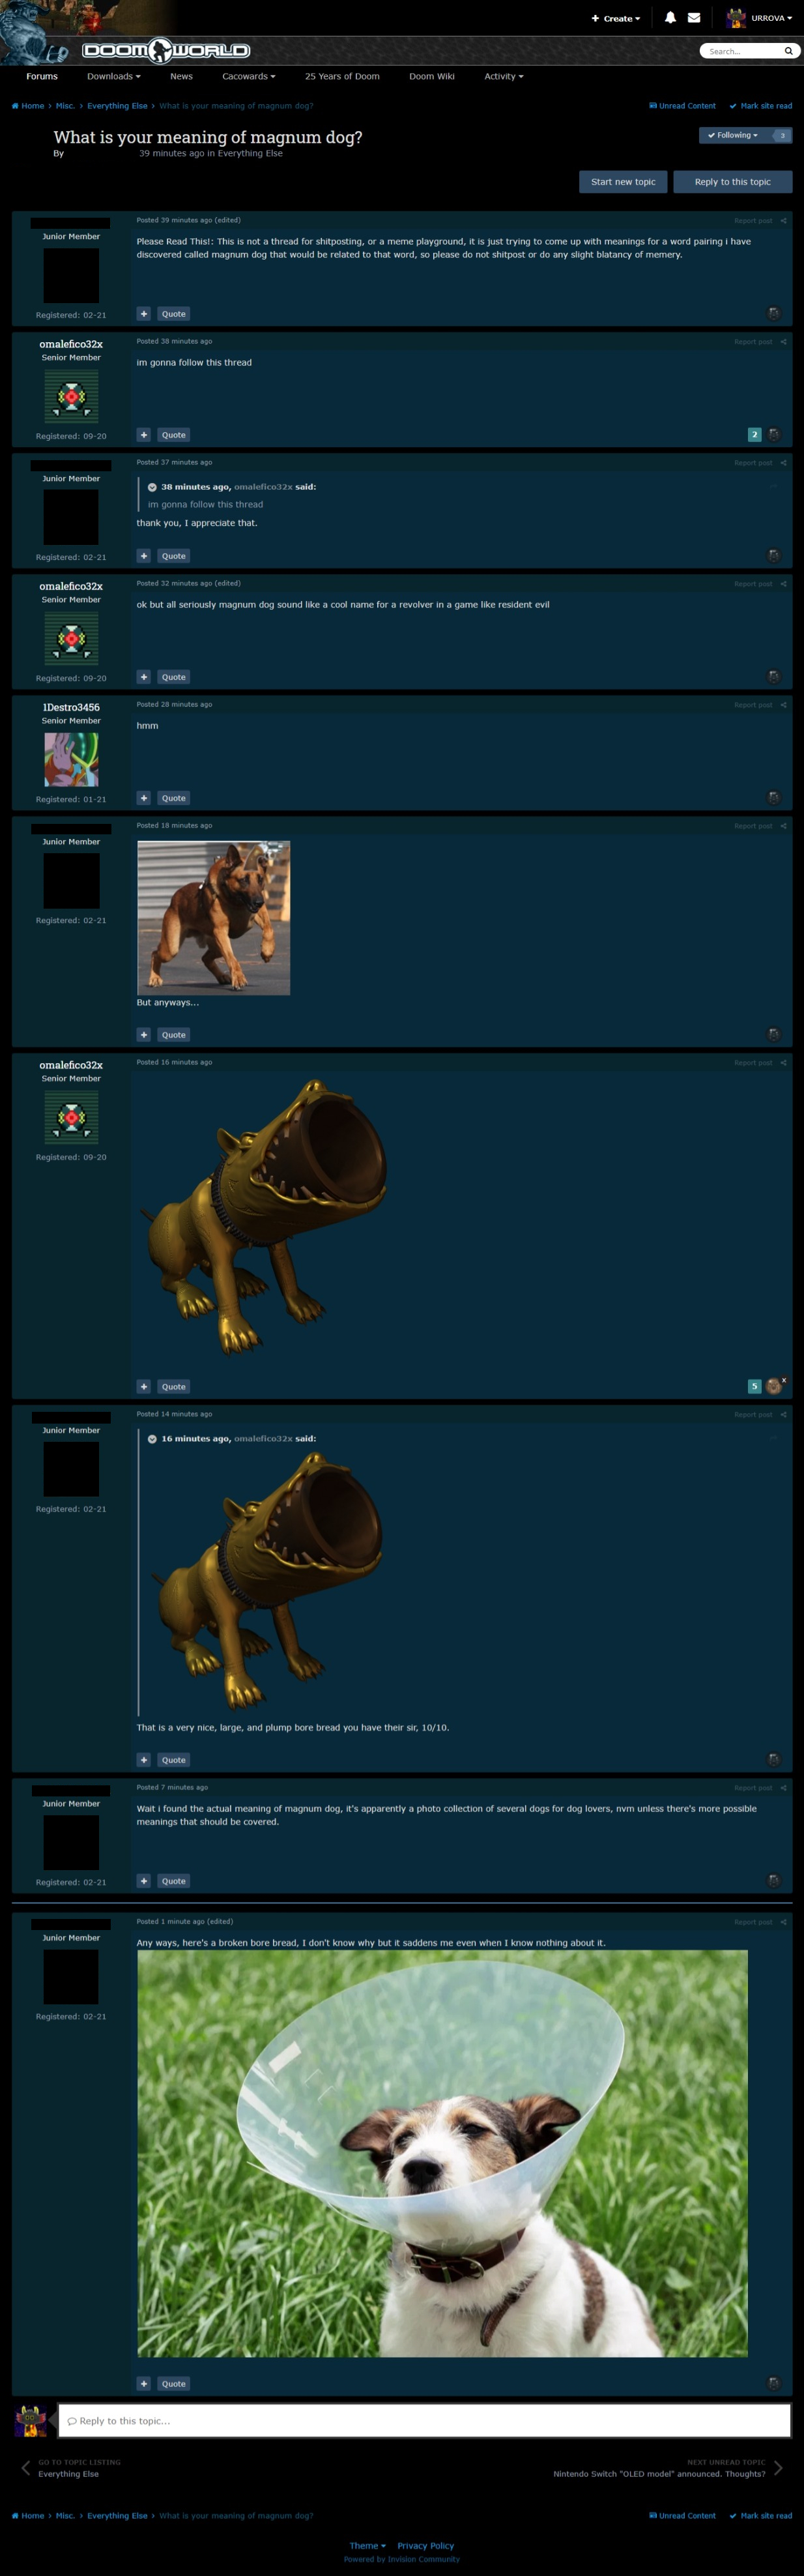 + Create
URROVA
DOOMWORLD
Search...
Forums Downloads News Cacowards 25 Years of Doom Doom Wiki Activity
Home > Misc. > Everything Else > What is your meaning of magnum dog?
Unread Content Mark site read
What is your meaning of magnum dog?
Following 3
By 39 minutes ago in Everything Else
Start new topic Reply to this topic
Posted 39 minutes ago (edited) Report post
Junior Member
Please Read This!: This is not a thread for shitposting, or a meme playground, it is just trying to come up with meanings for a word pairing i have
discovered called magnum dog that would be related to that word, so please do not shitpost or do any slight blatancy of memery.
Registered: 02-21
+ Quote
omalefico32x
Posted 38 minutes ago Report post
Senior Member
im gonna follow this thread
Registered: 09-20
+ Quote
2
Posted 37 minutes ago Report post
Junior Member
38 minutes ago, omalefico32x said:
im gonna follow this thread
thank you, I appreciate that.
Registered: 02-21
+ Quote
omalefico32x
Posted 32 minutes ago (edited) Report post
Senior Member
ok but all seriously magnum dog sound like a cool name for a revolver in a game like resident evil
Registered: 09-20
+ Quote
1Destro3456
Posted 28 minutes ago Report post
Senior Member
hmm
Registered: 01-21
+ Quote
Posted 18 minutes ago Report post
Junior Member
Registered: 02-21
But anyways...
+ Quote
omalefico32x
Posted 16 minutes ago Report post
Senior Member
Registered: 09-20
+ Quote
5
x
Posted 14 minutes ago Report post
Junior Member
16 minutes ago, omalefico32x said:
Registered: 02-21
That is a very nice, large, and plump bore bread you have their sir, 10/10.
+ Quote
Posted 7 minutes ago Report post
Junior Member
Wait i found the actual meaning of magnum dog, it's apparently a photo collection of several dogs for dog lovers, nvm unless there's more possible
meanings that should be covered.
Registered: 02-21
+ Quote
Posted 1 minute ago (edited) Report post
Junior Member
Any ways, here's a broken bore bread, I don't know why but it saddens me even when I know nothing about it.
Registered: 02-21
+ Quote
Reply to this topic...
GO TO TOPIC LISTING
Everything Else
NEXT UNREAD TOPIC
Nintendo Switch "OLED model" announced. Thoughts?
Home > Misc. > Everything Else > What is your meaning of magnum dog?
Unread Content Mark site read
Theme Privacy Policy
Powered by Invision Community